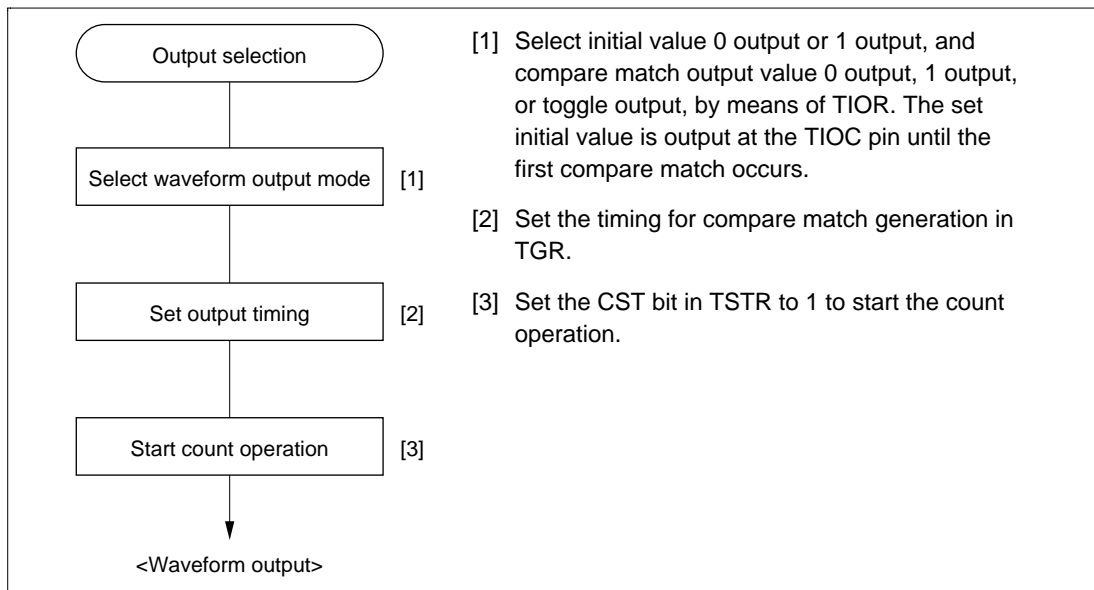 Output selection
Select waveform output mode [1]
Set output timing [2]
Start count operation [3]
<Waveform output>
[1] Select initial value 0 output or 1 output, and
compare match output value 0 output, 1 output,
or toggle output, by means of TIOR. The set
initial value is output at the TIOC pin until the
first compare match occurs.
[2] Set the timing for compare match generation in
TGR.
[3] Set the CST bit in TSTR to 1 to start the count
operation.